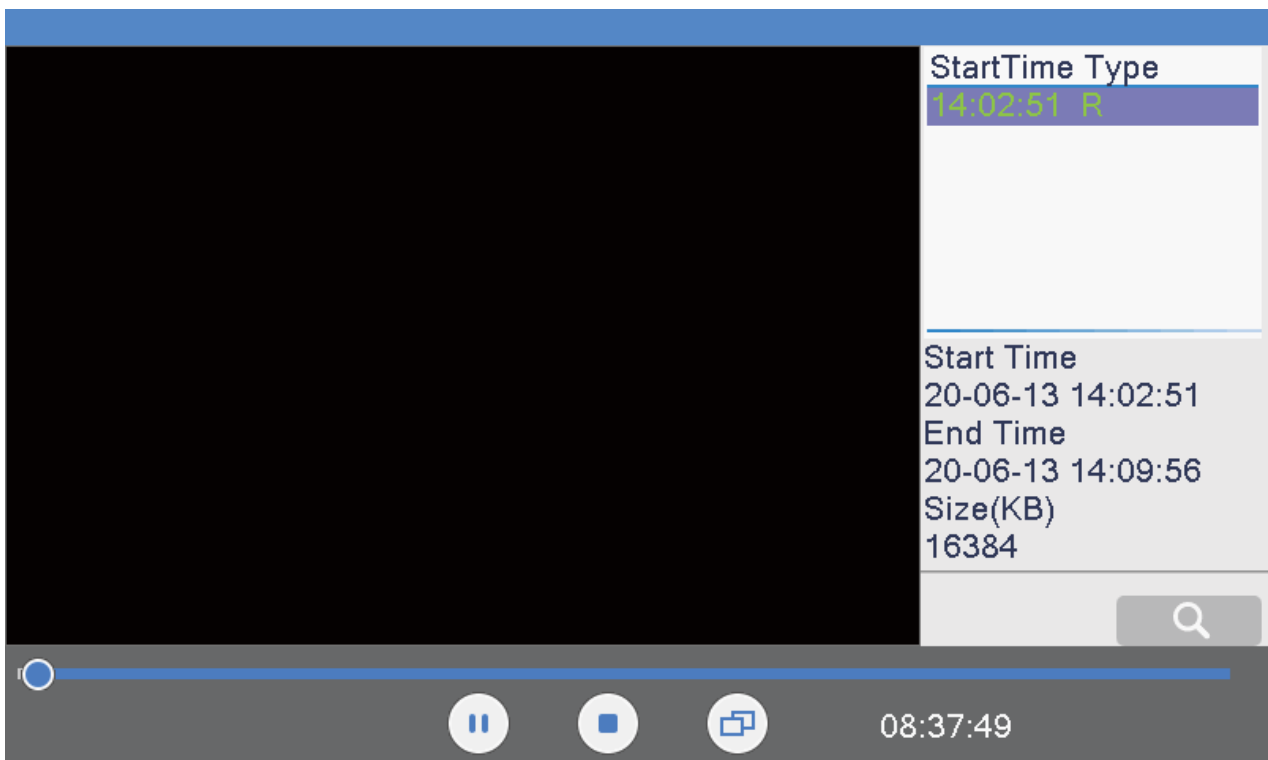 StartTime Type
14:02:51 R
Start Time
20-06-13 14:02:51
End Time
20-06-13 14:09:56
Size(KB)
16384
08:37:49